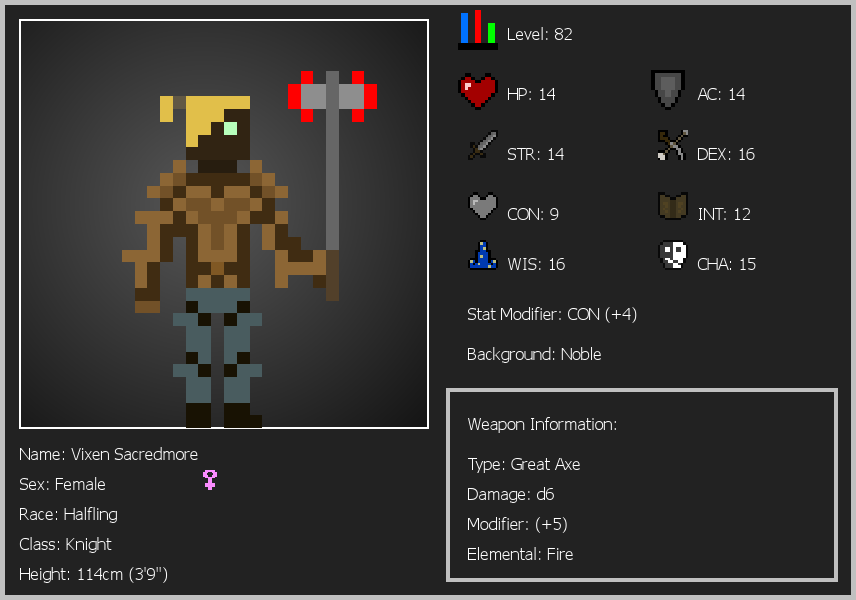 Level: 82
HP: 14
AC: 14
STR: 14
DEX: 16
CON: 9
INT: 12
WIS: 16
CHA: 15
Stat Modifier: CON (+4)
Background: Noble
Weapon Information:
Type: Great Axe
Damage: d6
Modifier: (+5)
Elemental: Fire
Name: Vixen Sacredmore
Sex: Female
Race: Halfling
Class: Knight
Height: 114cm (3'9")